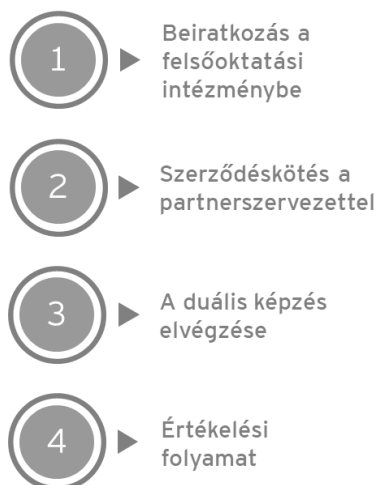 1
Beiratkozás a
felsőoktatási
intézménybe
2
Szerződéskötés a
partnerszervezettel
3
A duális képzés
elvégzése
4
Értékelési
folyamat